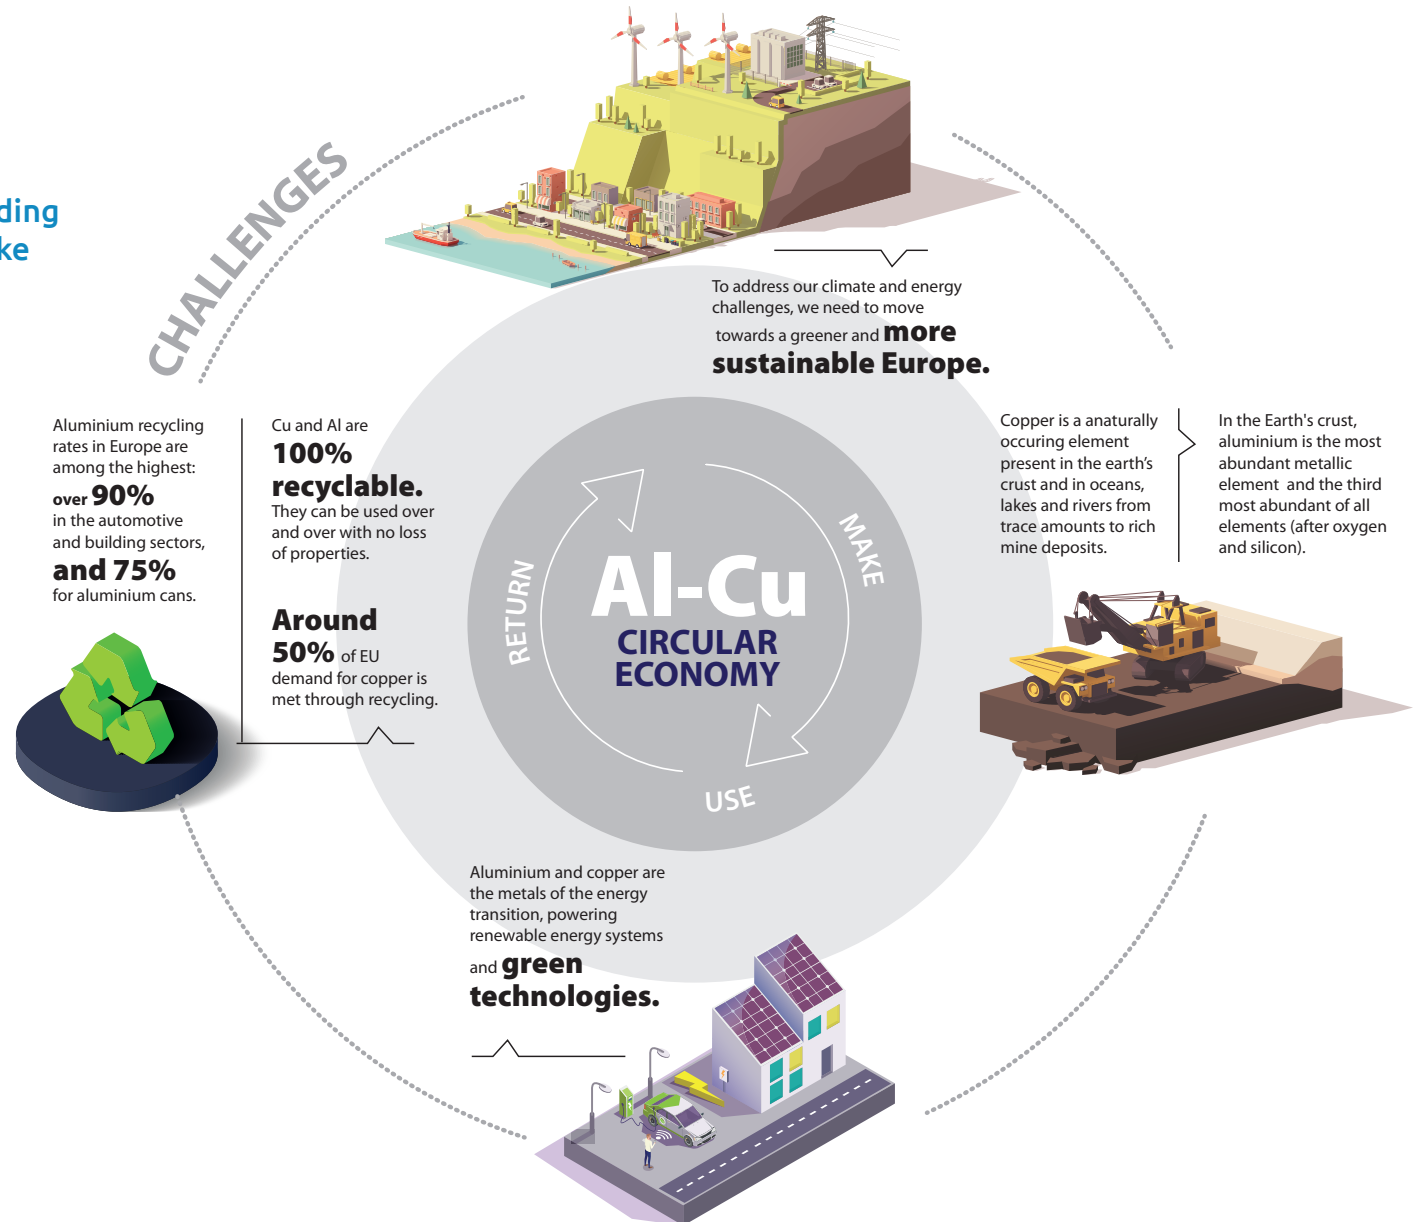 CHALLENGES
To address our climate and energy
challenges, we need to move
towards a greener and more
sustainable Europe.
Aluminium recycling
rates in Europe are
among the highest:
over 90%
in the automotive
and building sectors,
and 75%
for aluminium cans.
Cu and Al are
100%
recyclable.
They can be used over
and over with no loss
of properties.
Around
50% of EU
demand for copper is
met through recycling.
Copper is a anaturally
occuring element
present in the earth's
crust and in oceans,
lakes and rivers from
trace amounts to rich
mine deposits.
In the Earth's crust,
aluminium is the most
abundant metallic
element and the third
most abundant of all
elements (after oxygen
and silicon).
RETURN
MAKE
Al-Cu
CIRCULAR
ECONOMY
USE
Aluminium and copper are
the metals of the energy
transition, powering
renewable energy systems
and green
technologies.